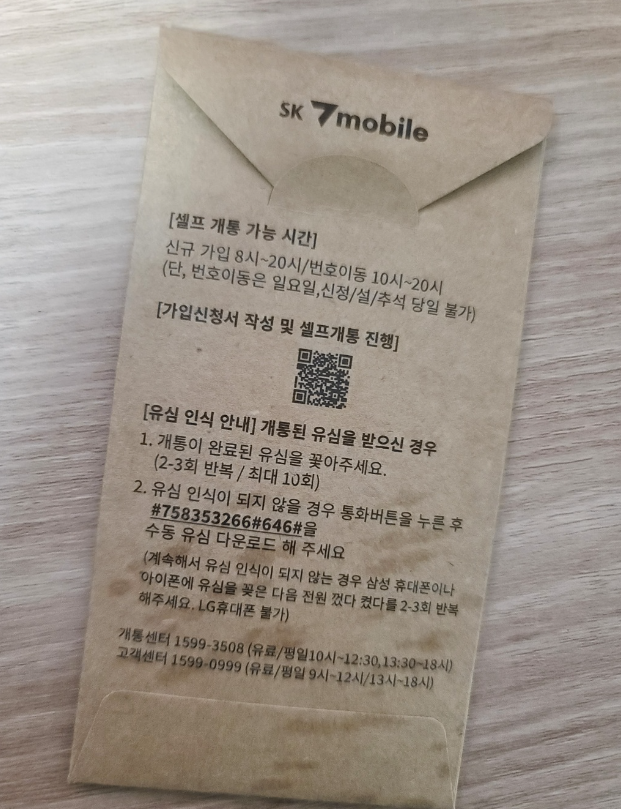 SK 7mobile
[셀프 개통 가능 시간]
신규 가입 8시~20시/번호이동 10시~20시
(단, 번호이동은 일요일,신정/설/추석 당일 불가)
[가입신청서 작성 및 셀프개통 진행]
[유심 인식 안내] 개통된 유심을 받으신 경우
1. 개통이 완료된 유심을 꽂아주세요.
(2-3회 반복 / 최대 10회)
2. 유심 인식이 되지 않을 경우 통화버튼을 누른 후
#758353266#646#을
수동 유심 다운로드 해 주세요
(계속해서 유심 인식이 되지 않는 경우 삼성 휴대폰이나
아이폰에 유심을 꽂은 다음 전원 껐다 켰다를 2-3회 반복
해주세요. LG휴대폰 불가)
개통센터 1599-3508 (유료/평일10시~12:30,13:30~18시)
고객센터 1599-0999 (유료/평일 9시~12시/13시~18시)